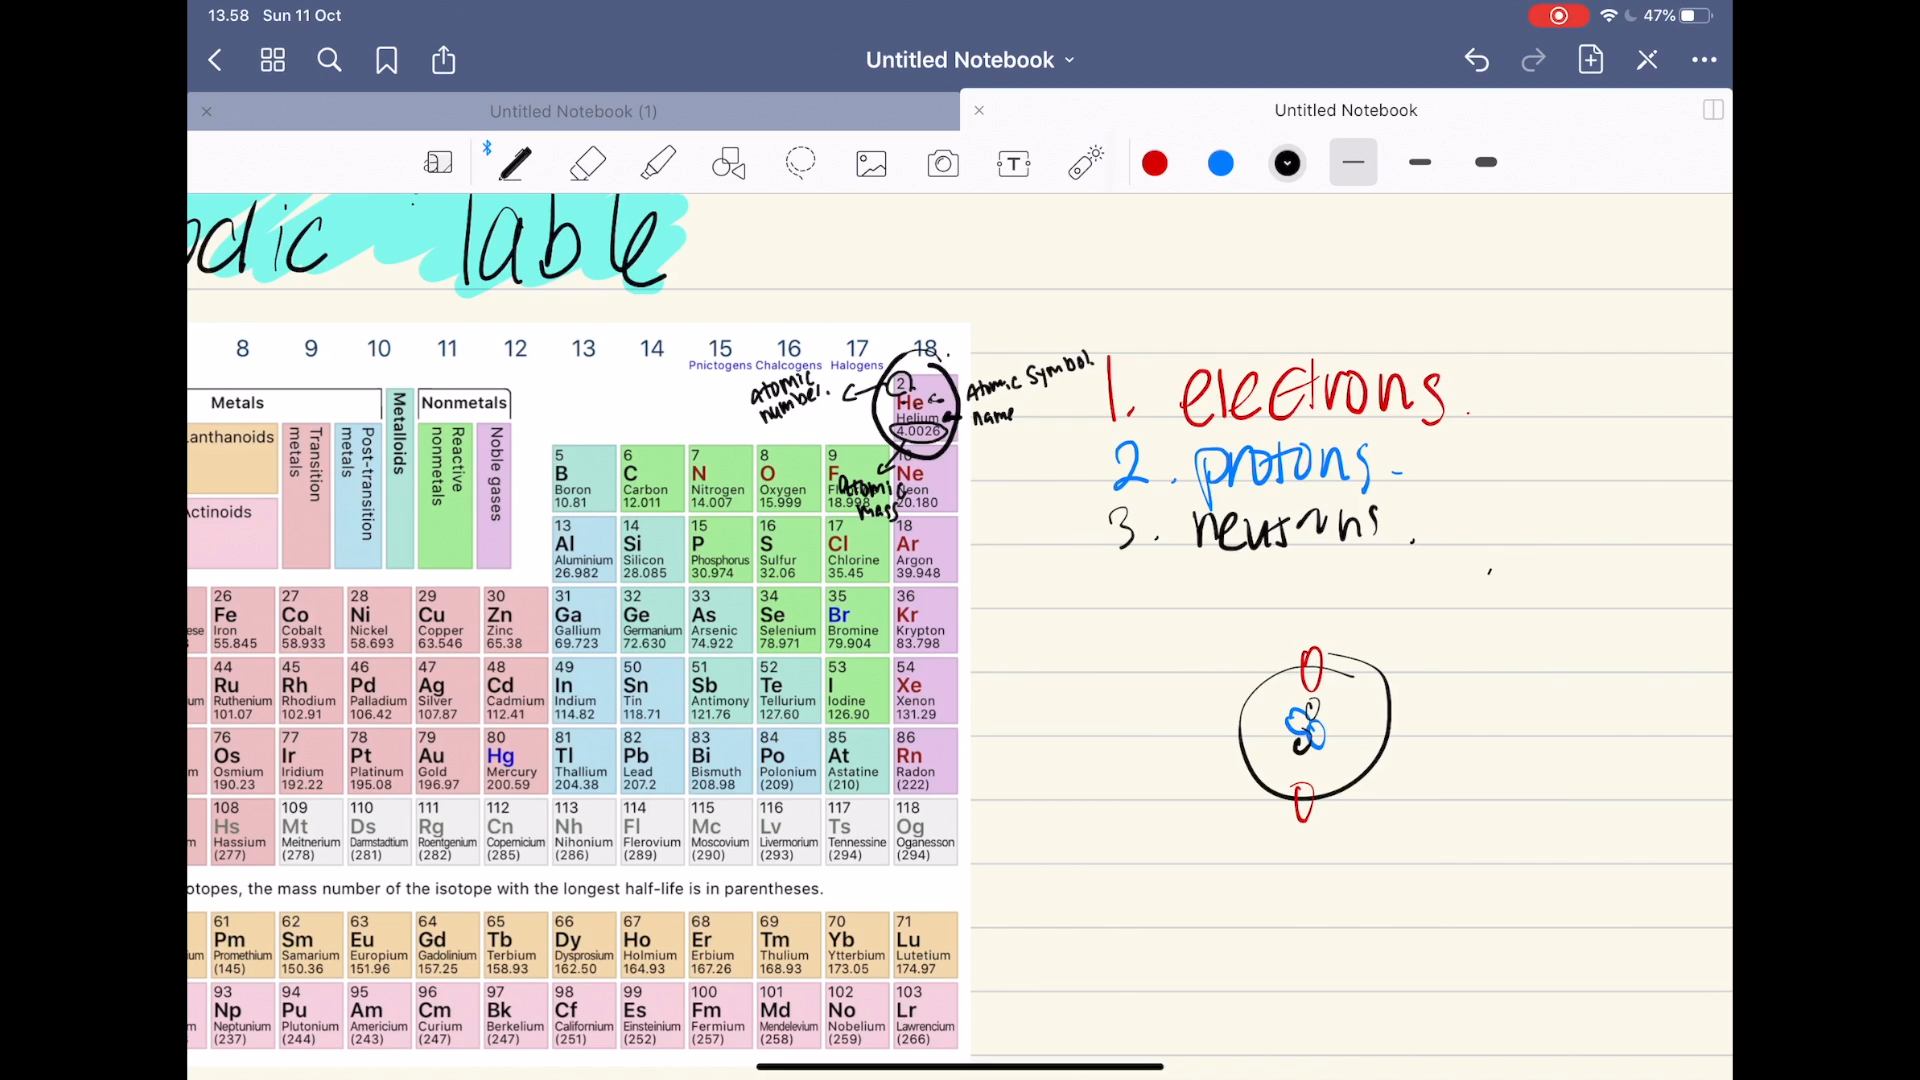 13.58 Sun 11 Oct 47%
Untitled Notebook
Untitled Notebook (1)
Untitled Notebook
T
odic Table
8 9 10 11 12 13 14 15 16 17 18
Pnictogens Chalcogens Halogens
atomic number.
Atomic Symbol
name
2
He
Helium
4.0026
atomic mass
Metals Metalloids Nonmetals
Lanthanoids
Actinoids
Transition metals
Post-transition metals
Reactive nonmetals
Noble gases
5 6 7 8 9 10
B C N O F Ne
Boron Carbon Nitrogen Oxygen Neon
10.81 12.011 14.007 15.999 18.998 20.180
13 14 15 16 17 18
Al Si P S Cl Ar
Aluminium Silicon Phosphorus Sulfur Chlorine Argon
26.982 28.085 30.974 32.06 35.45 39.948
26 27 28 29 30 31 32 33 34 35 36
Fe Co Ni Cu Zn Ga Ge As Se Br Kr
ese Iron Cobalt Nickel Copper Zinc Gallium Germanium Arsenic Selenium Bromine Krypton
55.845 58.933 58.693 63.546 65.38 69.723 72.630 74.922 78.971 79.904 83.798
44 45 46 47 48 49 50 51 52 53 54
Ru Rh Pd Ag Cd In Sn Sb Te I Xe
um Ruthenium Rhodium Palladium Silver Cadmium Indium Tin Antimony Tellurium Iodine Xenon
101.07 102.91 106.42 107.87 112.41 114.82 118.71 121.76 127.60 126.90 131.29
76 77 78 79 80 81 82 83 84 85 86
Os Ir Pt Au Hg Tl Pb Bi Po At Rn
m Osmium Iridium Platinum Gold Mercury Thallium Lead Bismuth Polonium Astatine Radon
190.23 192.22 195.08 196.97 200.59 204.38 207.2 208.98 (209) (210) (222)
108 109 110 111 112 113 114 115 116 117 118
Hs Mt Ds Rg Cn Nh Fl Mc Lv Ts Og
m Hassium Meitnerium Darmstadtium Roentgenium Copernicium Nihonium Flerovium Moscovium Livermorium Tennessine Oganesson
(277) (278) (281) (282) (285) (286) (289) (290) (293) (294) (294)
otopes, the mass number of the isotope with the longest half-life is in parentheses.
61 62 63 64 65 66 67 68 69 70 71
Pm Sm Eu Gd Tb Dy Ho Er Tm Yb Lu
um Promethium Samarium Europium Gadolinium Terbium Dysprosium Holmium Erbium Thulium Ytterbium Lutetium
(145) 150.36 151.96 157.25 158.93 162.50 164.93 167.26 168.93 173.05 174.97
93 94 95 96 97 98 99 100 101 102 103
Np Pu Am Cm Bk Cf Es Fm Md No Lr
m Neptunium Plutonium Americium Curium Berkelium Californium Einsteinium Fermium Mendelevium Nobelium Lawrencium
(237) (244) (243) (247) (247) (251) (252) (257) (258) (259) (266)
1. electrons.
2. protons-
3. neutrons.